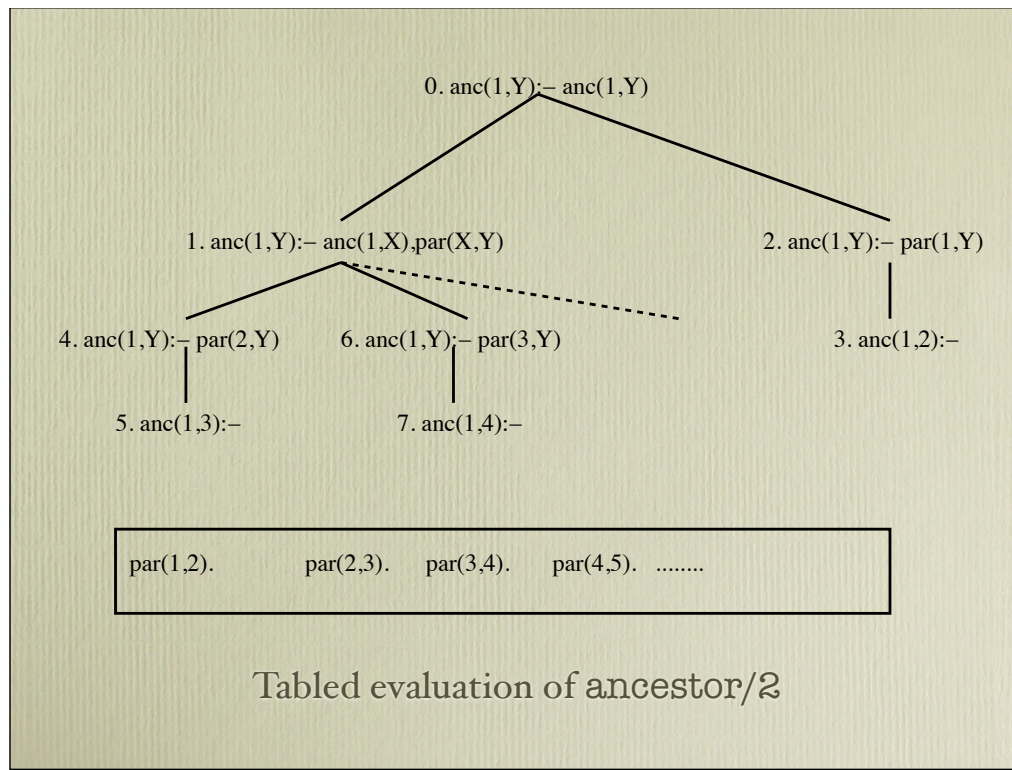 0. anc(1,Y):– anc(1,Y)
1. anc(1,Y):– anc(1,X),par(X,Y)
2. anc(1,Y):– par(1,Y)
4. anc(1,Y):– par(2,Y)
6. anc(1,Y):– par(3,Y)
3. anc(1,2):–
5. anc(1,3):–
7. anc(1,4):–
par(1,2). par(2,3). par(3,4). par(4,5). ........
Tabled evaluation of ancestor/2